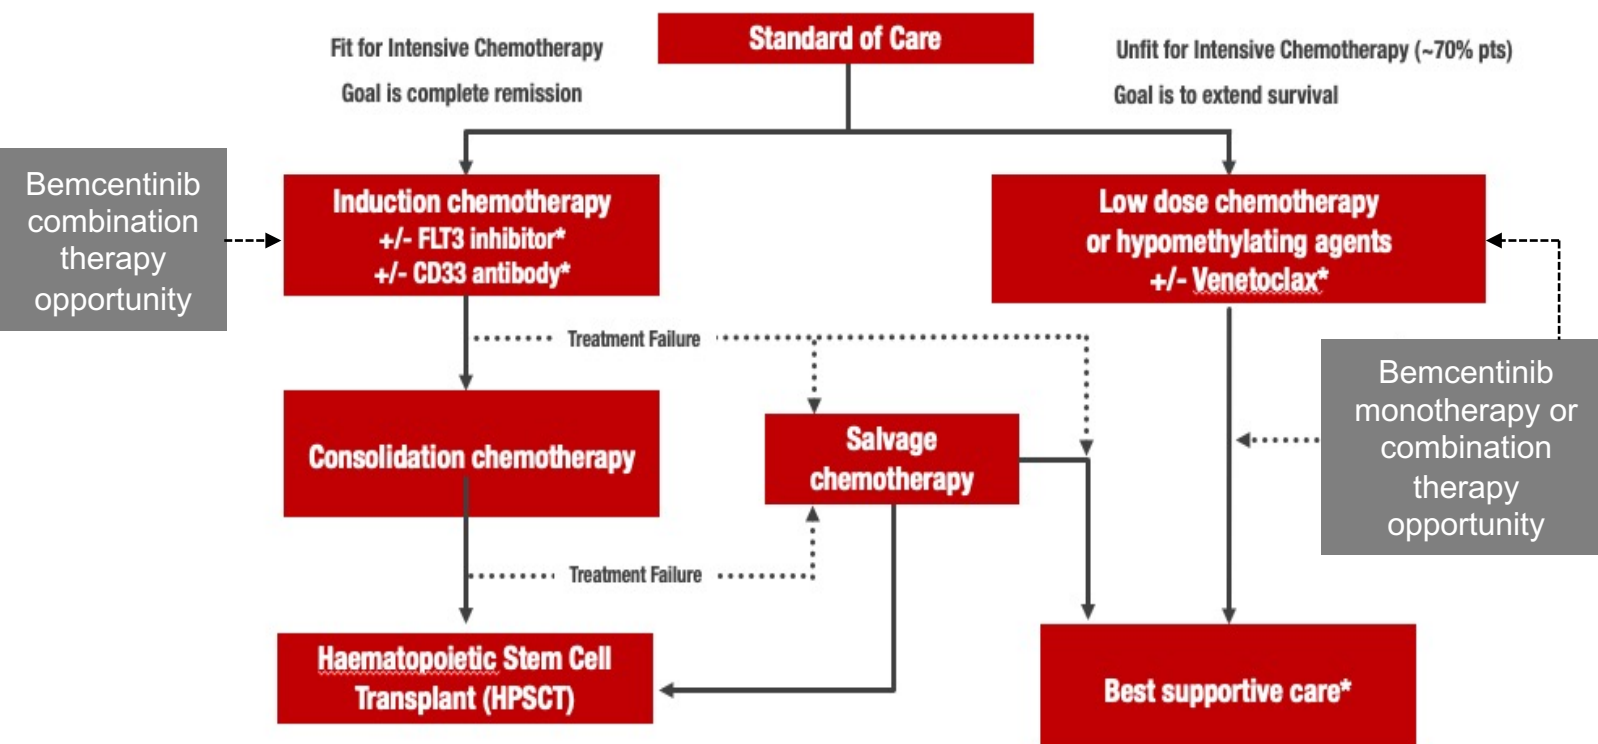 Standard of Care
Fit for Intensive Chemotherapy
Goal is complete remission
Unfit for Intensive Chemotherapy (~70% pts)
Goal is to extend survival
Bemcentinib
combination
therapy
opportunity
Induction chemotherapy
+/- FLT3 inhibitor*
+/- CD33 antibody*
Low dose chemotherapy
or hypomethylating agents
+/- Venetoclax*
Treatment Failure
Bemcentinib
monotherapy or
combination
therapy
opportunity
Consolidation chemotherapy
Salvage
chemotherapy
Treatment Failure
Haematopoietic Stem Cell
Transplant (HPSCT)
Best supportive care*